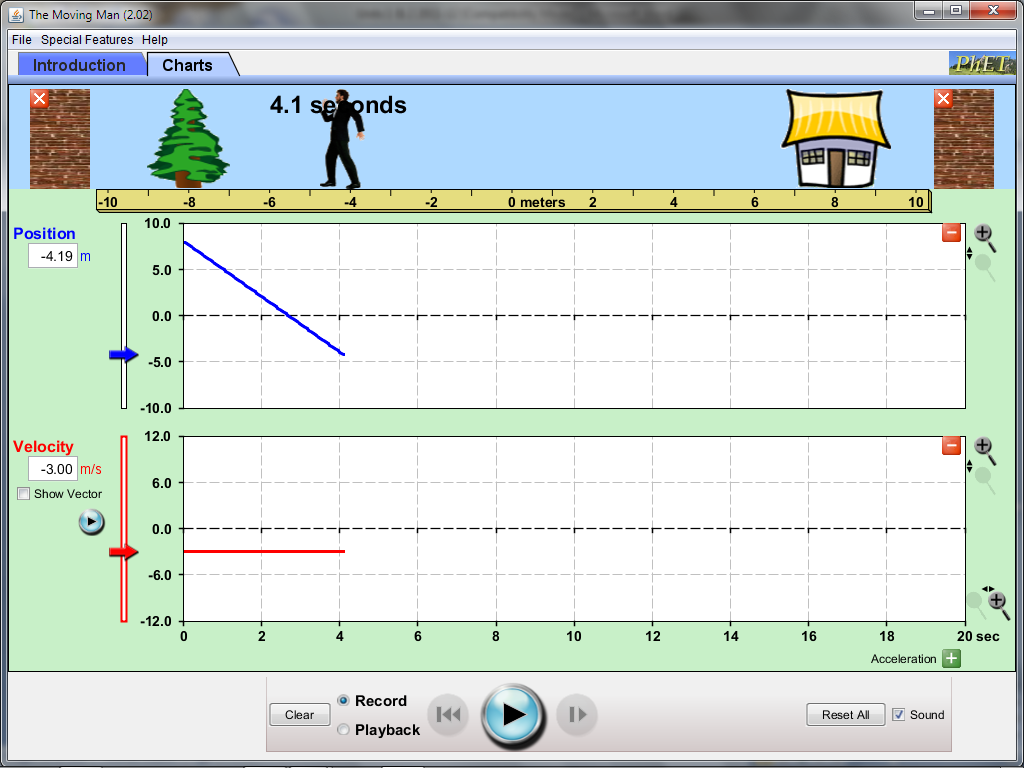 The Moving Man (2.02)
File Special Features Help
Introduction Charts PhET
4.1 seconds
-10 -8 -6 -4 -2 0 meters 2 4 6 8 10
Position
-4.19 m
10.0
5.0
0.0
-5.0
-10.0
Velocity
-3.00 m/s
Show Vector
12.0
6.0
0.0
-6.0
-12.0
0 2 4 6 8 10 12 14 16 18 20 sec
Acceleration
Clear
Record
Playback
Reset All
Sound